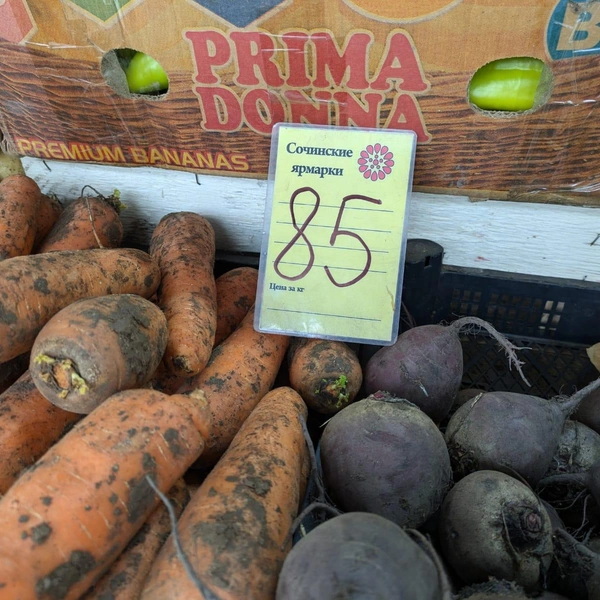 PRIMA
DONNA
PREMIUM BANANAS
B
Сочинские
ярмарки
85
Цена за кг